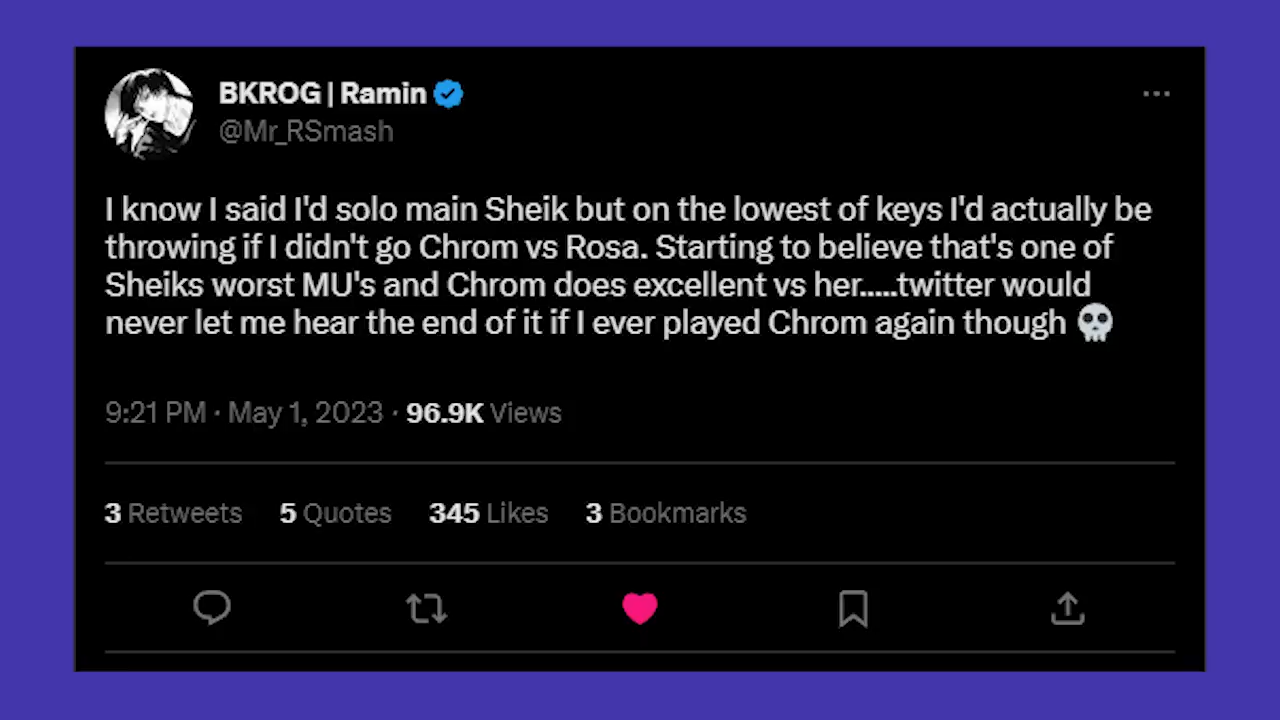 BKROG | Ramin
@Mr_RSmash
I know I said I'd solo main Sheik but on the lowest of keys I'd actually be
throwing if I didn't go Chrom vs Rosa. Starting to believe that's one of
Sheiks worst MU's and Chrom does excellent vs her.....twitter would
never let me hear the end of it if I ever played Chrom again though 💀
9:21 PM · May 1, 2023 · 96.9K Views
3 Retweets 5 Quotes 345 Likes 3 Bookmarks